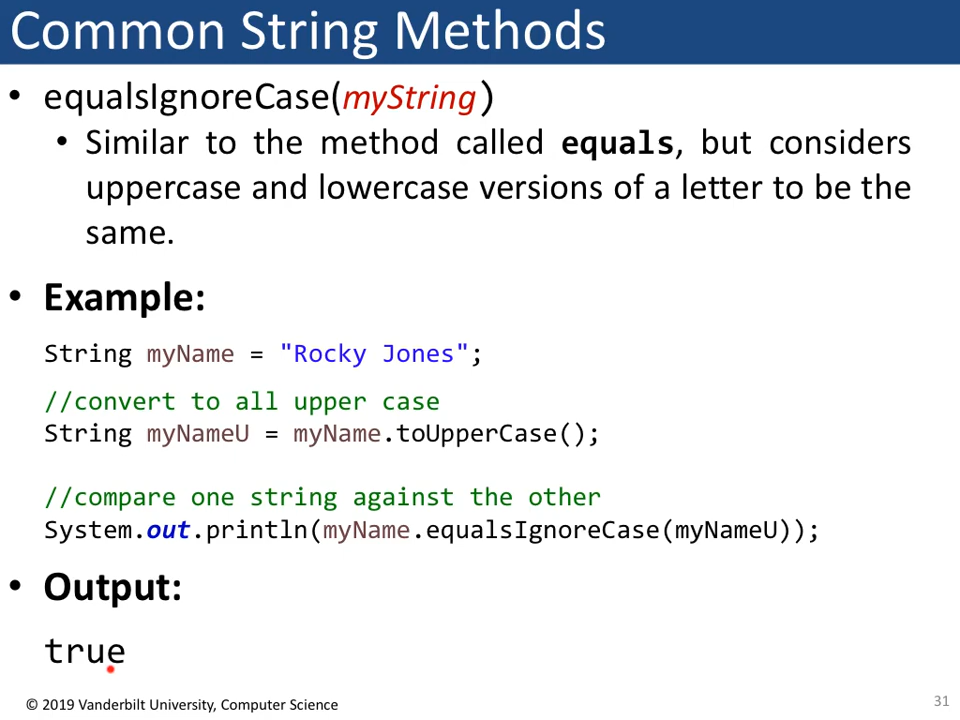 Common String Methods
• equalsIgnoreCase(myString)
• Similar to the method called equals, but considers
uppercase and lowercase versions of a letter to be the
same.
• Example:
String myName = "Rocky Jones";
//convert to all upper case
String myNameU = myName.toUpperCase();
//compare one string against the other
System.out.println(myName.equalsIgnoreCase(myNameU));
• Output:
true
© 2019 Vanderbilt University, Computer Science
31